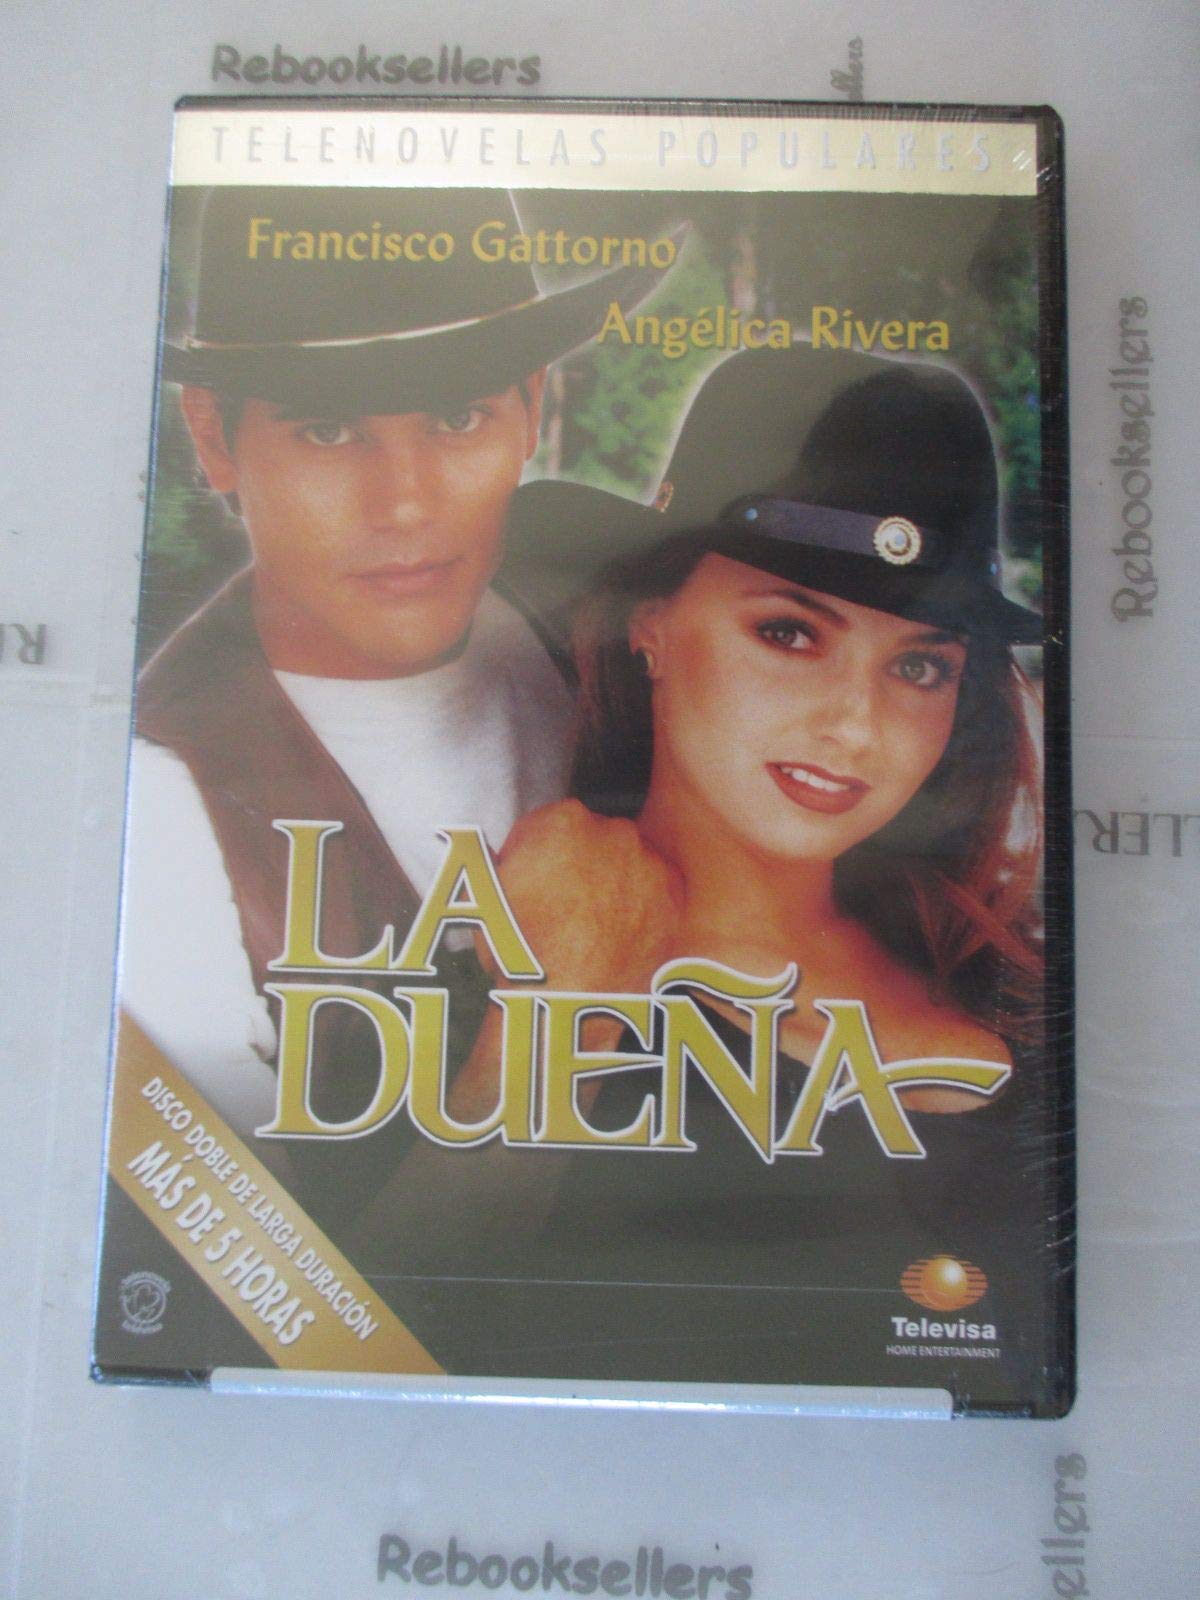 Rebooksellers
TELENOVELAS POPULARES
Francisco Gattorno
Angélica Rivera
Rebooksellers
LA
DUEÑA
DISCO DOBLE DE LARGA DURACIÓN
MÁS DE 5 HORAS
Televisa
HOME ENTERTAINMENT
Rebooksellers